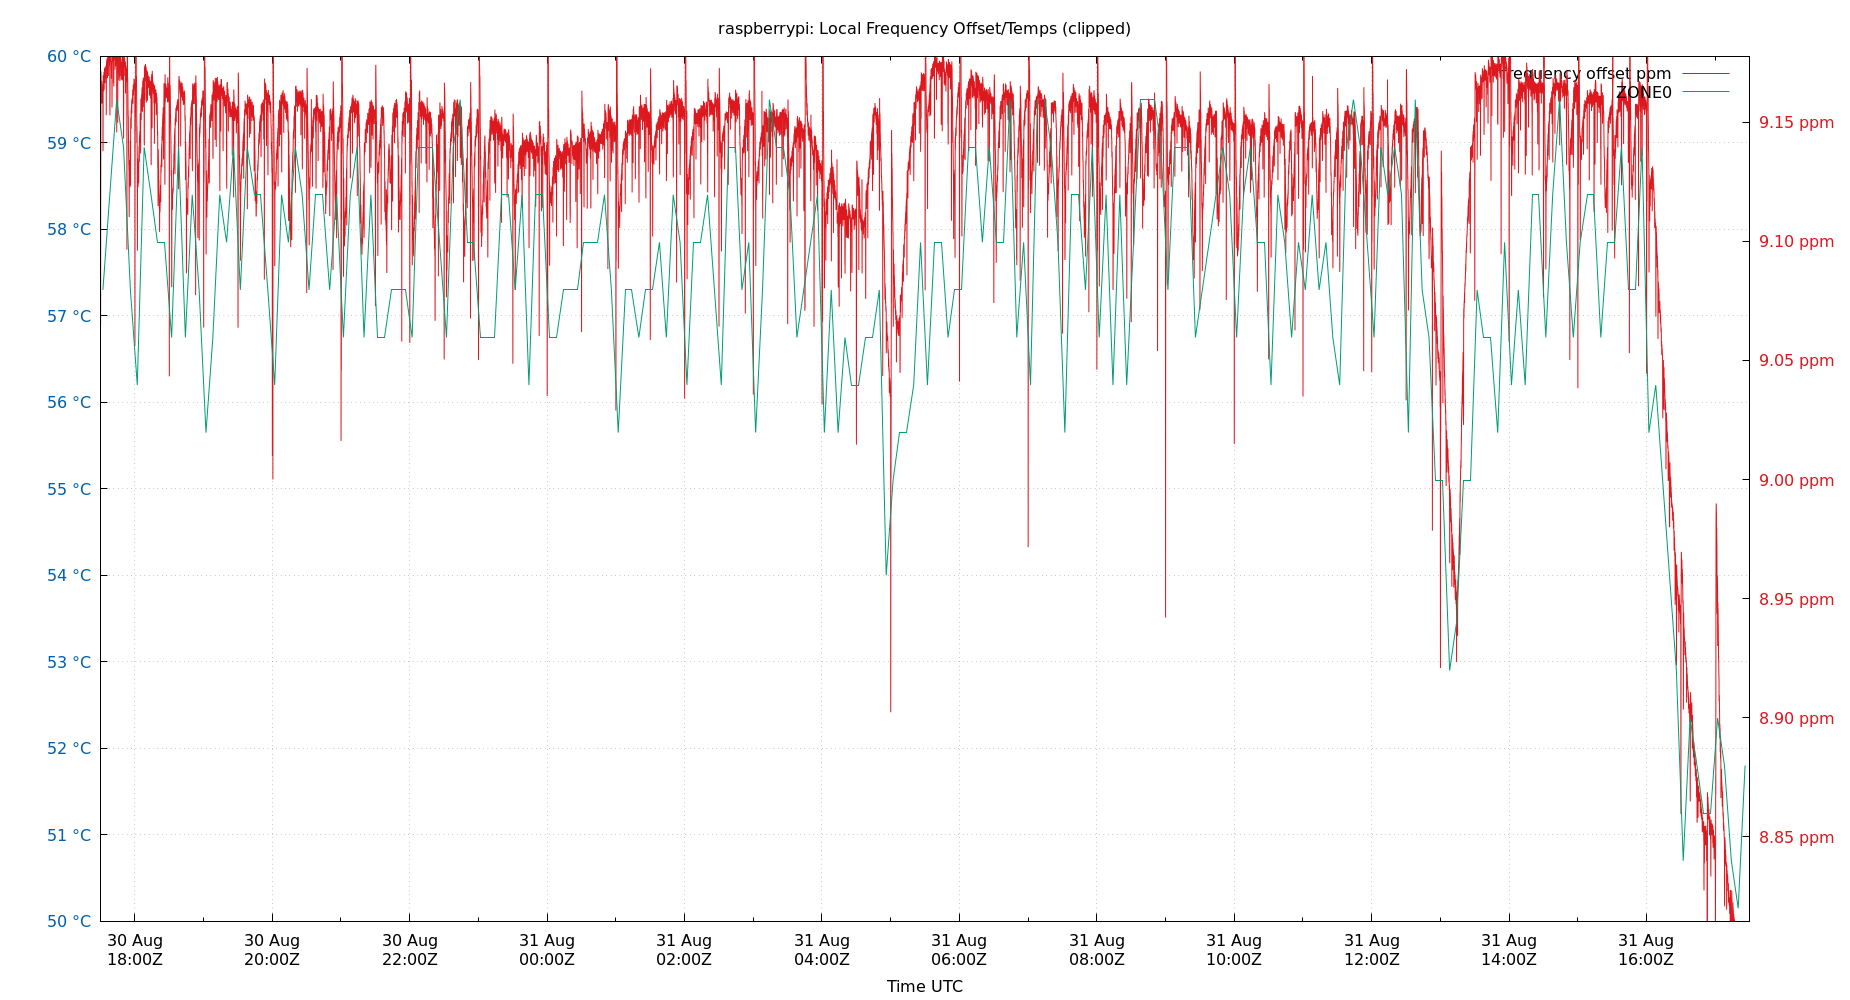 raspberrypi: Local Frequency Offset/Temps (clipped)
60 °C
59 °C
58 °C
57 °C
56 °C
55 °C
54 °C
53 °C
52 °C
51 °C
50 °C
frequency offset ppm
ZONE0
9.15 ppm
9.10 ppm
9.05 ppm
9.00 ppm
8.95 ppm
8.90 ppm
8.85 ppm
30 Aug 30 Aug 30 Aug 31 Aug 31 Aug 31 Aug 31 Aug 31 Aug 31 Aug 31 Aug 31 Aug 31 Aug
18:00Z 20:00Z 22:00Z 00:00Z 02:00Z 04:00Z 06:00Z 08:00Z 10:00Z 12:00Z 14:00Z 16:00Z
Time UTC